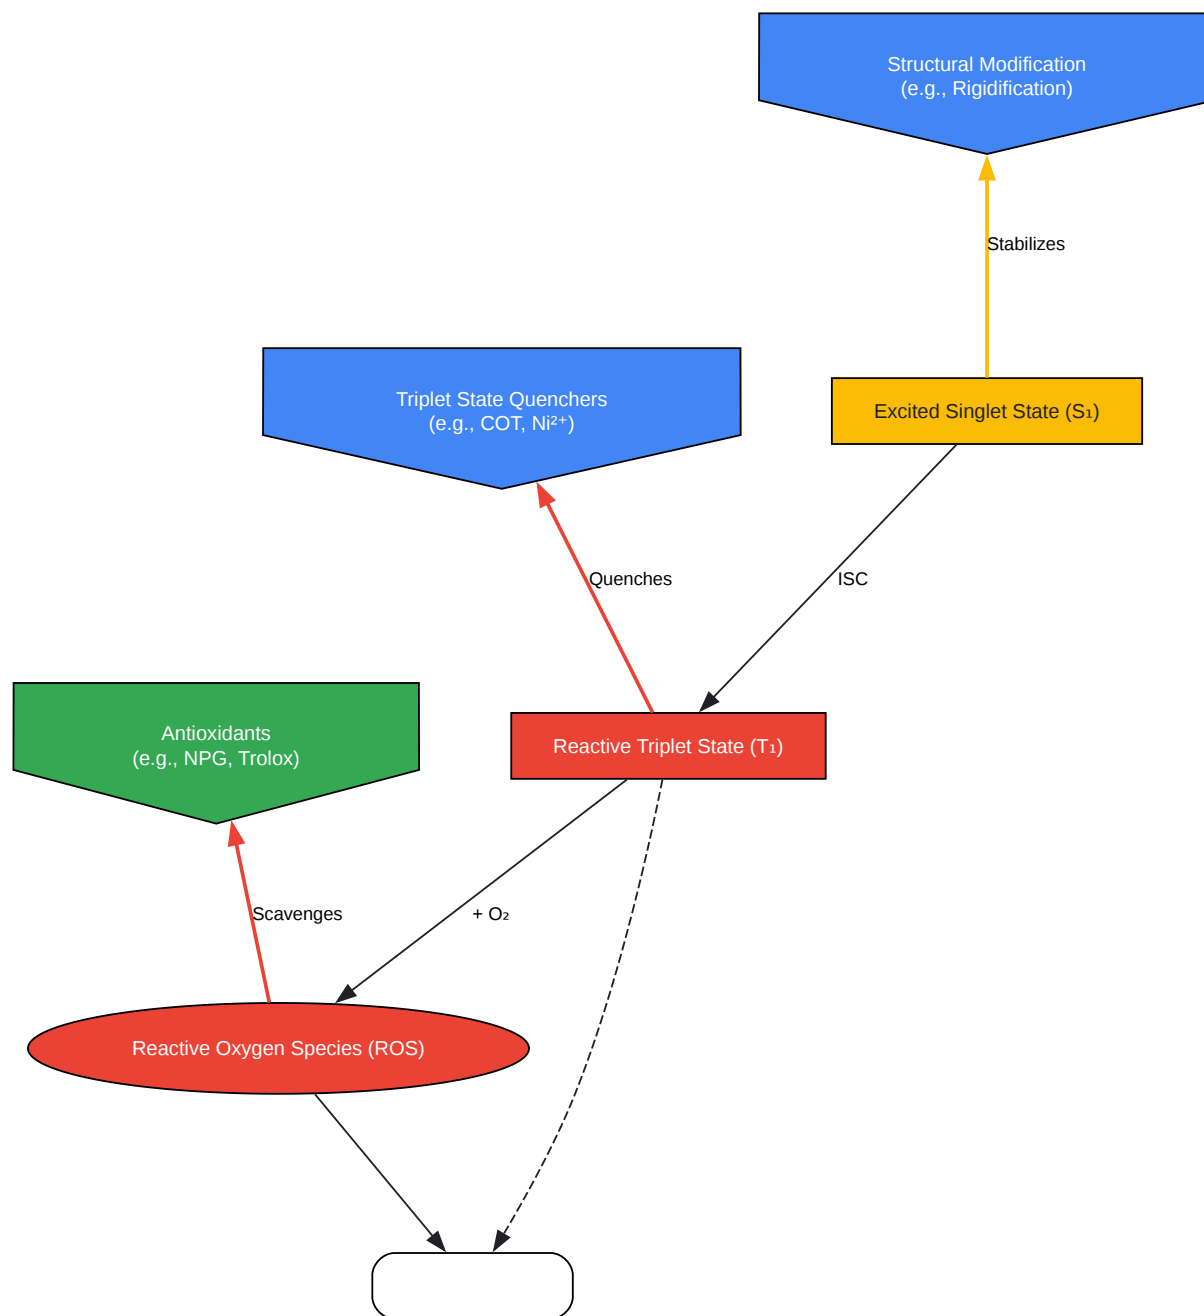 Structural Modification
(e.g., Rigidification)
Stabilizes
Triplet State Quenchers
(e.g., COT, Ni²⁺)
Excited Singlet State (S₁)
Quenches
ISC
Antioxidants
(e.g., NPG, Trolox)
Reactive Triplet State (T₁)
Scavenges
+ O₂
Reactive Oxygen Species (ROS)